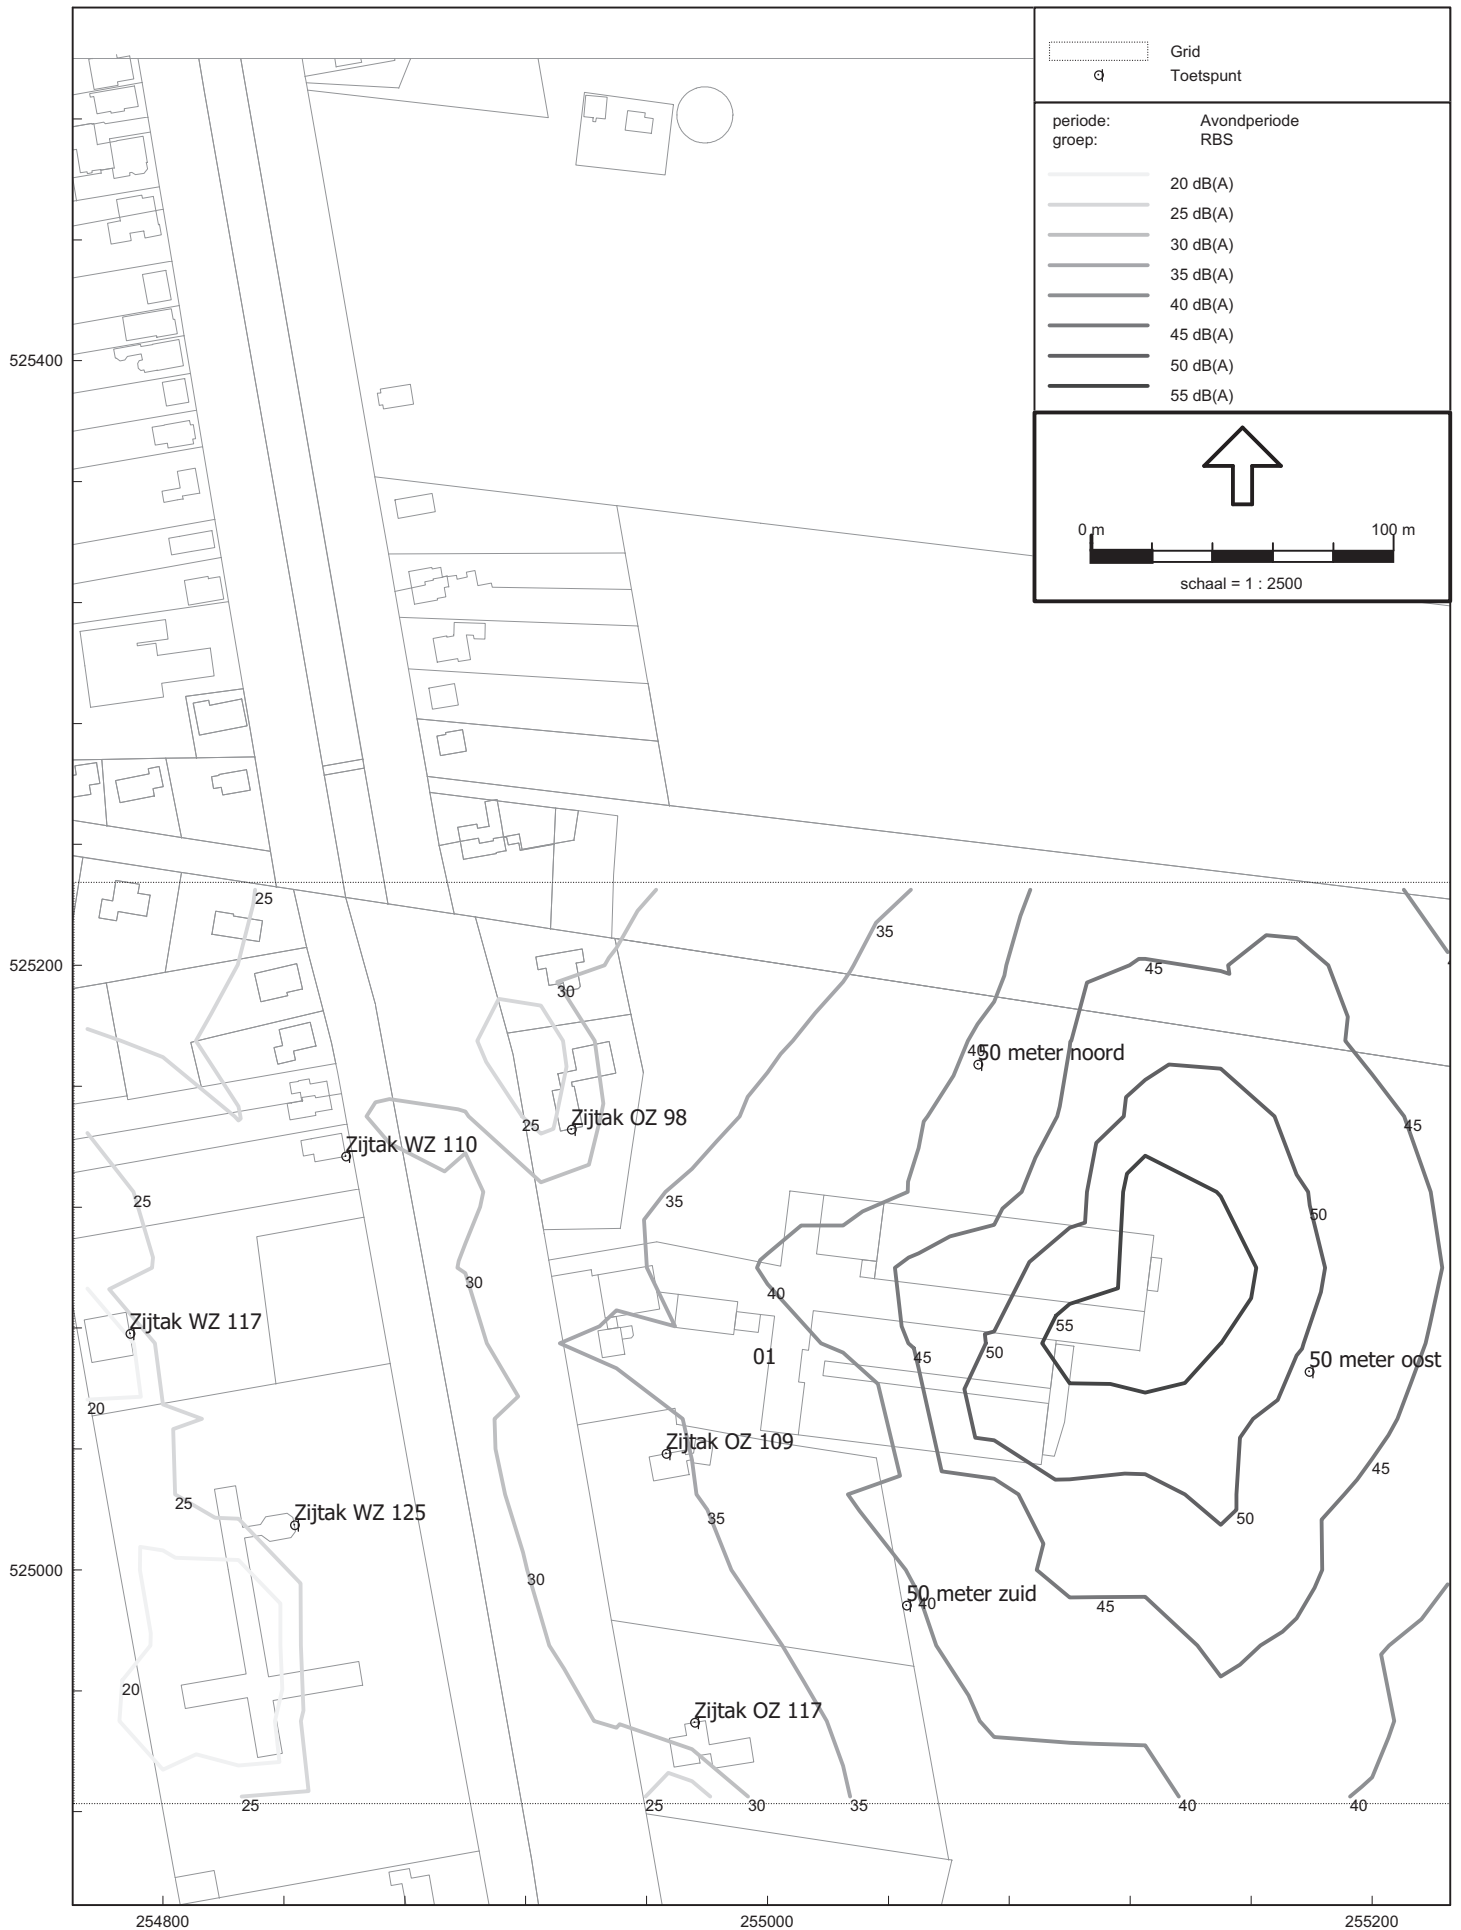 Grid
Toetspunt
periode: Avondperiode
groep: RBS
20 dB(A)
25 dB(A)
30 dB(A)
35 dB(A)
40 dB(A)
45 dB(A)
50 dB(A)
55 dB(A)
525400
0 m 100 m
schaal = 1 : 2500
25
35
525200
45
30
40
50 meter noord
25
Zijtak OZ 98
45
Zijtak WZ 110
25
35
50
30
40
Zijtak WZ 117
55
50
45
01
50 meter oost
20
Zijtak OZ 109
45
25
Zijtak WZ 125
35
50
525000
30
50 meter zuid
40
45
20
Zijtak OZ 117
25
25
30
35
40
40
254800
255000
255200